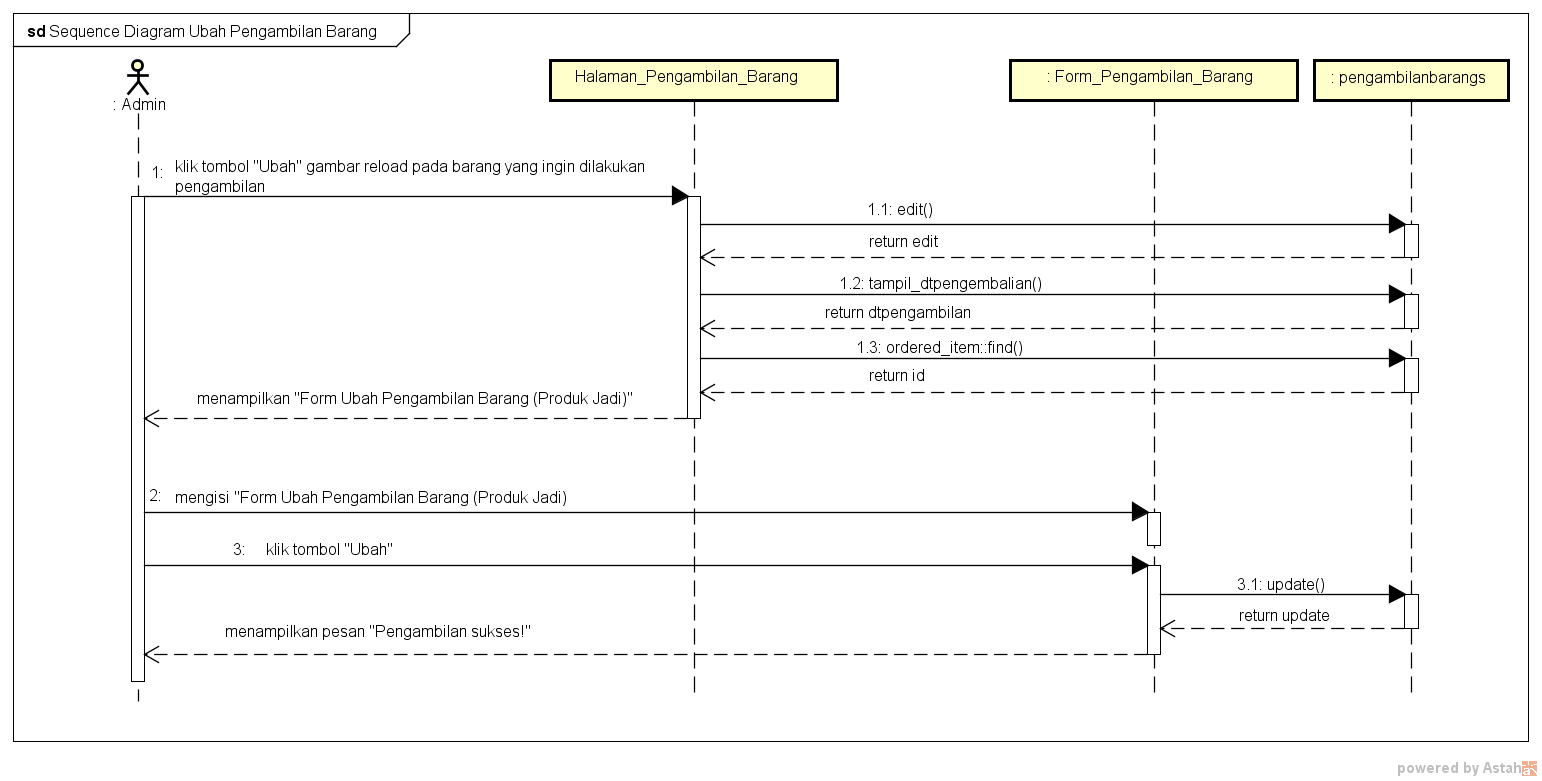 sd Sequence Diagram Ubah Pengambilan Barang
: Admin
Halaman_Pengambilan_Barang
: Form_Pengambilan_Barang
: pengambilanbarangs
1: klik tombol "Ubah" gambar reload pada barang yang ingin dilakukan
pengambilan
1.1: edit()
return edit
1.2: tampil_dtpengembalian()
return dtpengambilan
1.3: ordered_item::find()
return id
menampilkan "Form Ubah Pengambilan Barang (Produk Jadi)"
2: mengisi "Form Ubah Pengambilan Barang (Produk Jadi)
3: klik tombol "Ubah"
3.1: update()
return update
menampilkan pesan "Pengambilan sukses!"
powered by Astah